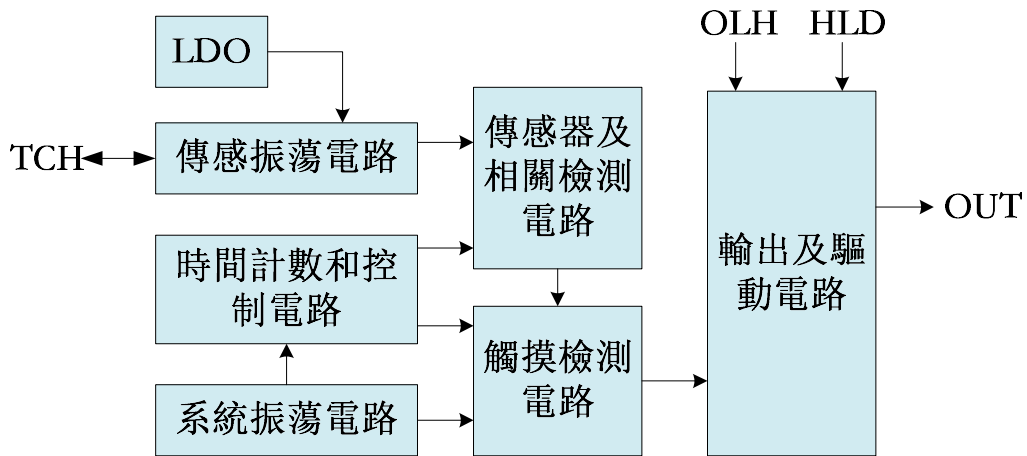 OLH HLD
LDO
TCH
傳感振蕩電路
傳感器及
相關檢測
電路
OUT
時間計數和控
制電路
輸出及驅
動電路
觸摸檢測
電路
系統振蕩電路